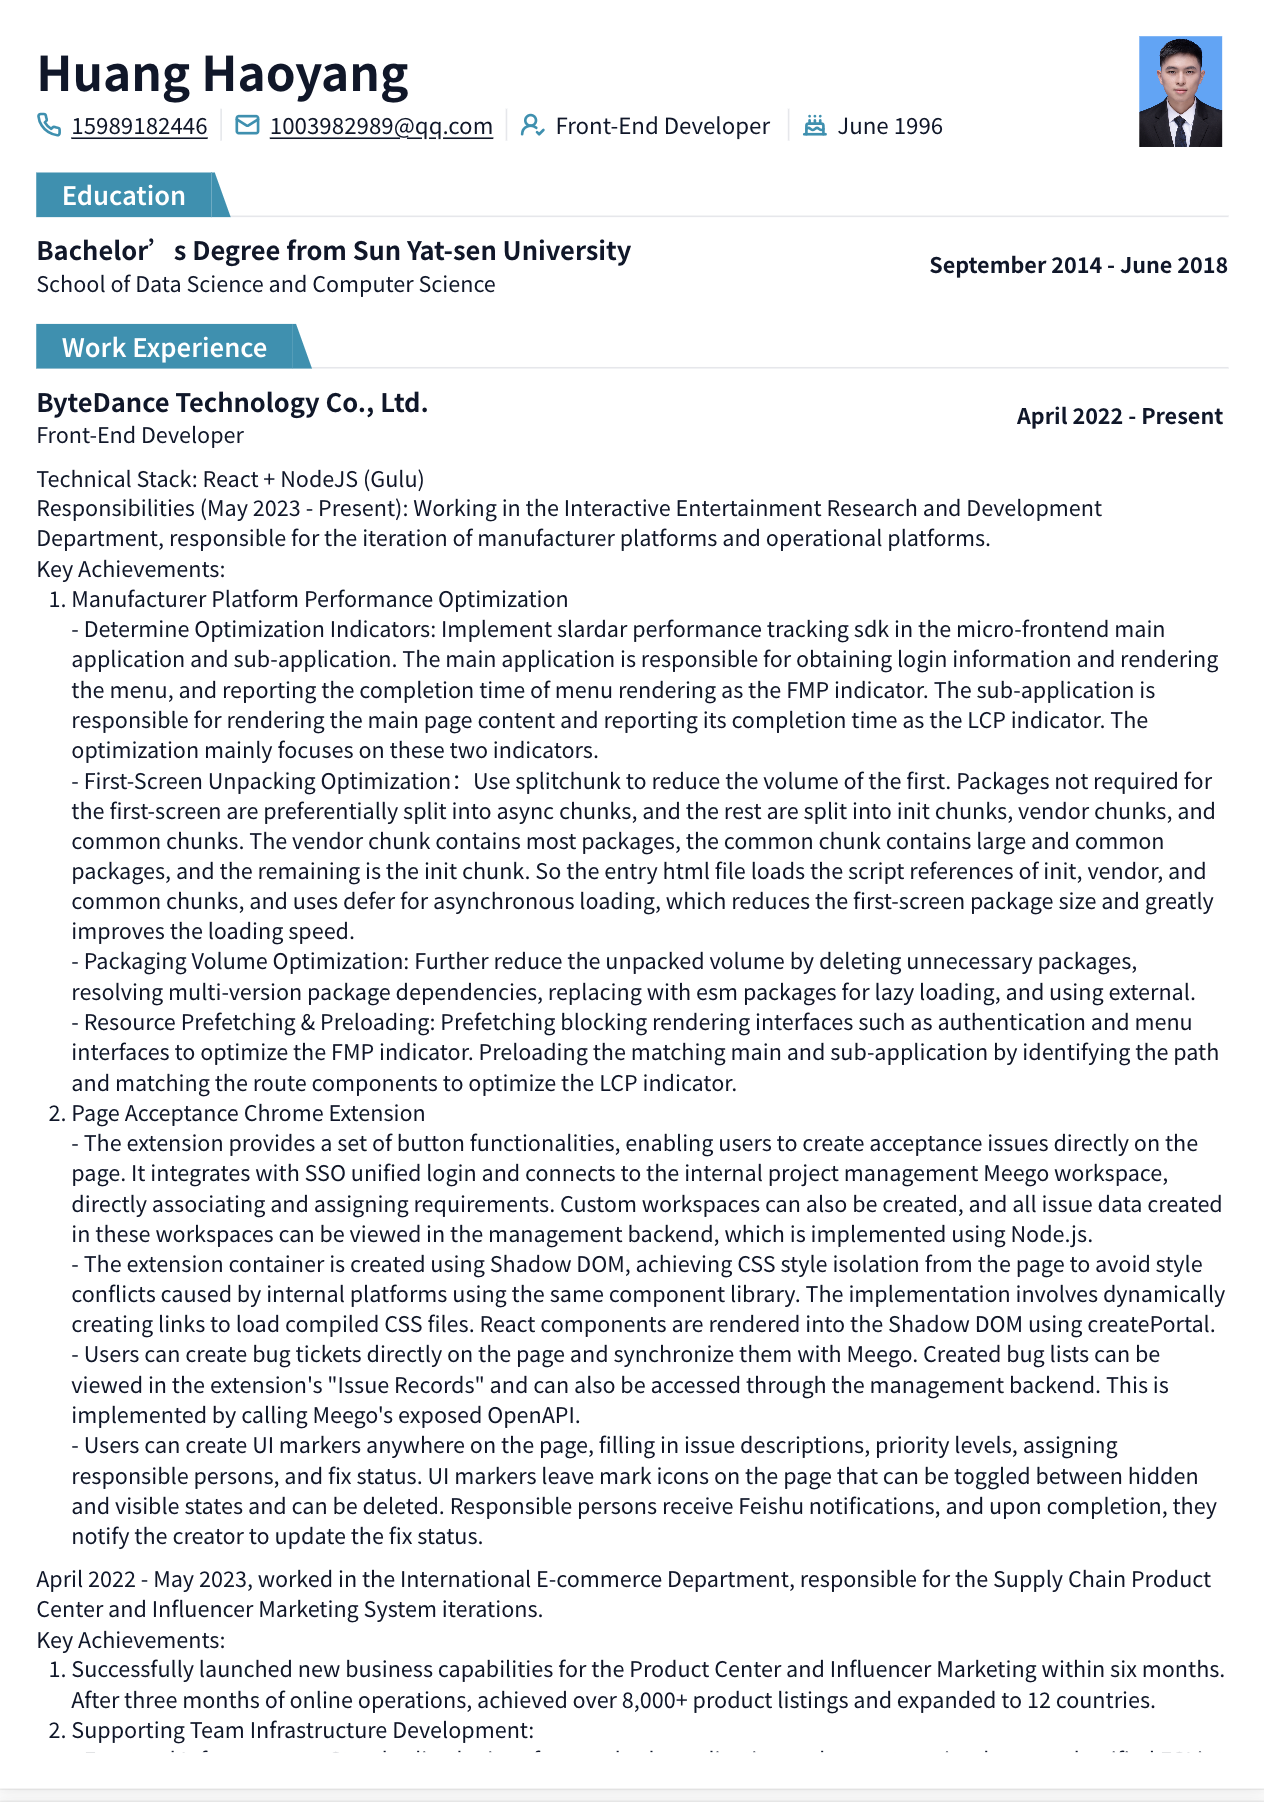 Huang Haoyang
15989182446 1003982989@qq.com Front-End Developer June 1996
Education
Bachelor’s Degree from Sun Yat-sen University
September 2014 - June 2018
School of Data Science and Computer Science
Work Experience
ByteDance Technology Co., Ltd.
April 2022 - Present
Front-End Developer
Technical Stack: React + NodeJS (Gulu)
Responsibilities (May 2023 - Present): Working in the Interactive Entertainment Research and Development
Department, responsible for the iteration of manufacturer platforms and operational platforms.
Key Achievements:
1. Manufacturer Platform Performance Optimization
- Determine Optimization Indicators: Implement slardar performance tracking sdk in the micro-frontend main
application and sub-application. The main application is responsible for obtaining login information and rendering
the menu, and reporting the completion time of menu rendering as the FMP indicator. The sub-application is
responsible for rendering the main page content and reporting its completion time as the LCP indicator. The
optimization mainly focuses on these two indicators.
- First-Screen Unpacking Optimization：Use splitchunk to reduce the volume of the first. Packages not required for
the first-screen are preferentially split into async chunks, and the rest are split into init chunks, vendor chunks, and
common chunks. The vendor chunk contains most packages, the common chunk contains large and common
packages, and the remaining is the init chunk. So the entry html file loads the script references of init, vendor, and
common chunks, and uses defer for asynchronous loading, which reduces the first-screen package size and greatly
improves the loading speed.
- Packaging Volume Optimization: Further reduce the unpacked volume by deleting unnecessary packages,
resolving multi-version package dependencies, replacing with esm packages for lazy loading, and using external.
- Resource Prefetching & Preloading: Prefetching blocking rendering interfaces such as authentication and menu
interfaces to optimize the FMP indicator. Preloading the matching main and sub-application by identifying the path
and matching the route components to optimize the LCP indicator.
2. Page Acceptance Chrome Extension
- The extension provides a set of button functionalities, enabling users to create acceptance issues directly on the
page. It integrates with SSO unified login and connects to the internal project management Meego workspace,
directly associating and assigning requirements. Custom workspaces can also be created, and all issue data created
in these workspaces can be viewed in the management backend, which is implemented using Node.js.
- The extension container is created using Shadow DOM, achieving CSS style isolation from the page to avoid style
conflicts caused by internal platforms using the same component library. The implementation involves dynamically
creating links to load compiled CSS files. React components are rendered into the Shadow DOM using createPortal.
- Users can create bug tickets directly on the page and synchronize them with Meego. Created bug lists can be
viewed in the extension's "Issue Records" and can also be accessed through the management backend. This is
implemented by calling Meego's exposed OpenAPI.
- Users can create UI markers anywhere on the page, filling in issue descriptions, priority levels, assigning
responsible persons, and fix status. UI markers leave mark icons on the page that can be toggled between hidden
and visible states and can be deleted. Responsible persons receive Feishu notifications, and upon completion, they
notify the creator to update the fix status.
April 2022 - May 2023, worked in the International E-commerce Department, responsible for the Supply Chain Product
Center and Influencer Marketing System iterations.
Key Achievements:
1. Successfully launched new business capabilities for the Product Center and Influencer Marketing within six months.
After three months of online operations, achieved over 8,000+ product listings and expanded to 12 countries.
2. Supporting Team Infrastructure Development: